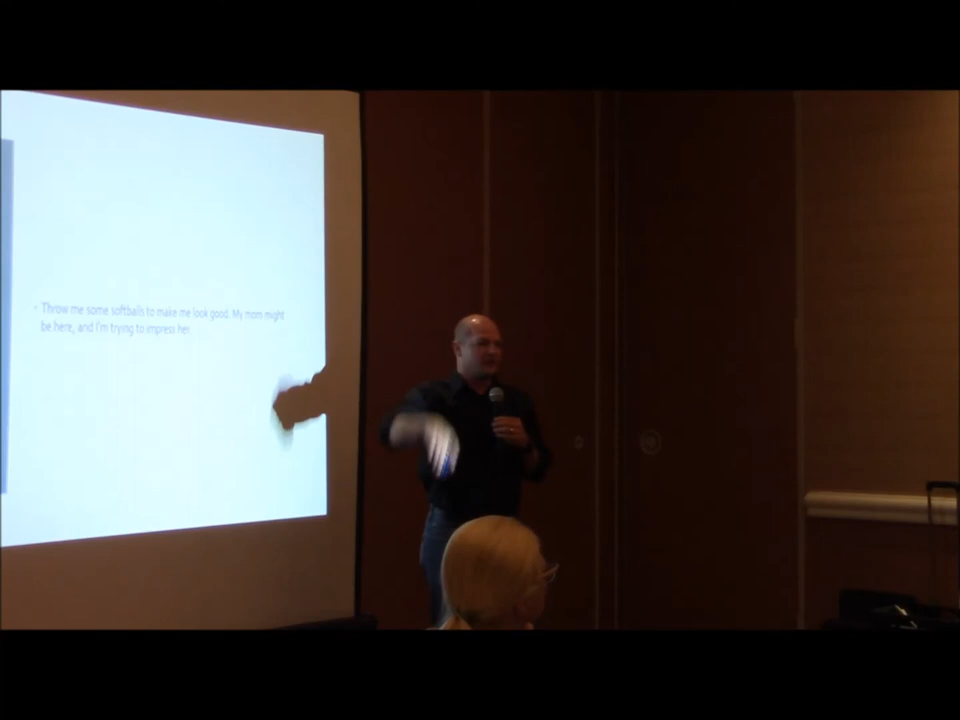 • Throw me some softballs to make me look good. My mom might
be here, and I'm trying to impress her.